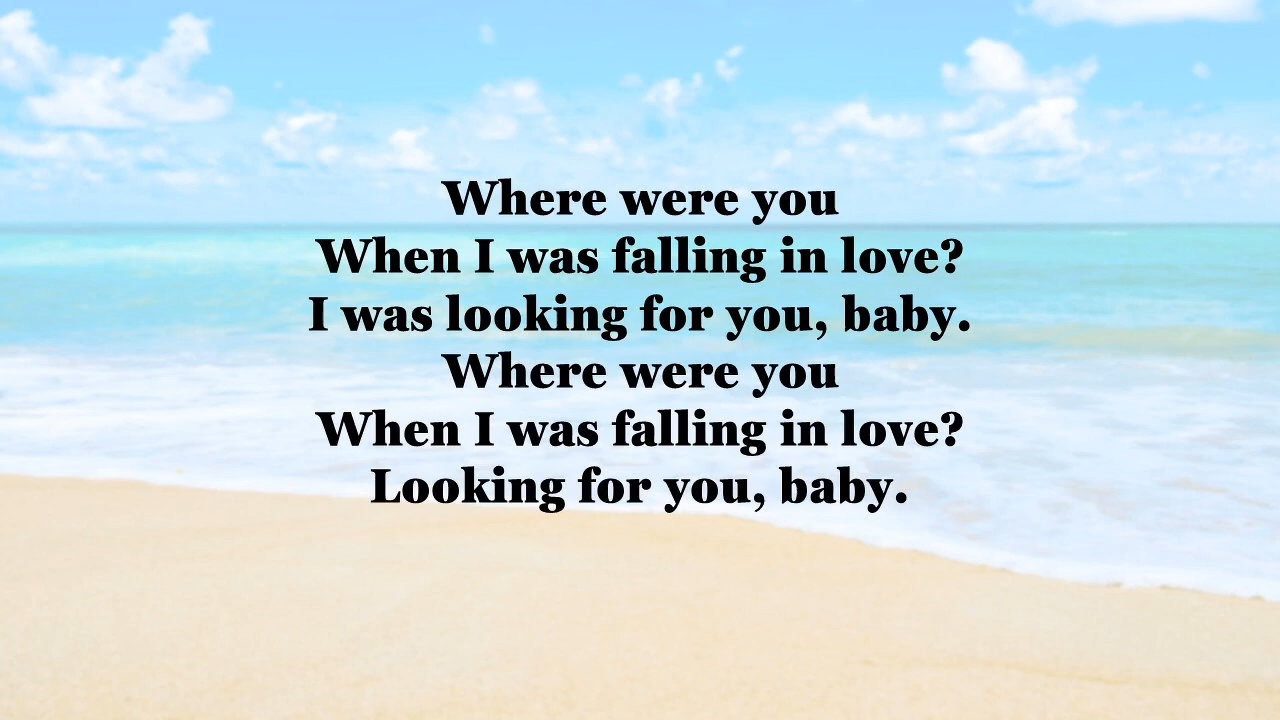 Where were you
When I was falling in love?
I was looking for you, baby.
Where were you
When I was falling in love?
Looking for you, baby.